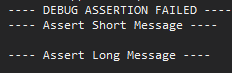 ---- DEBUG ASSERTION FAILED ----
---- Assert Short Message ----
---- Assert Long Message ----